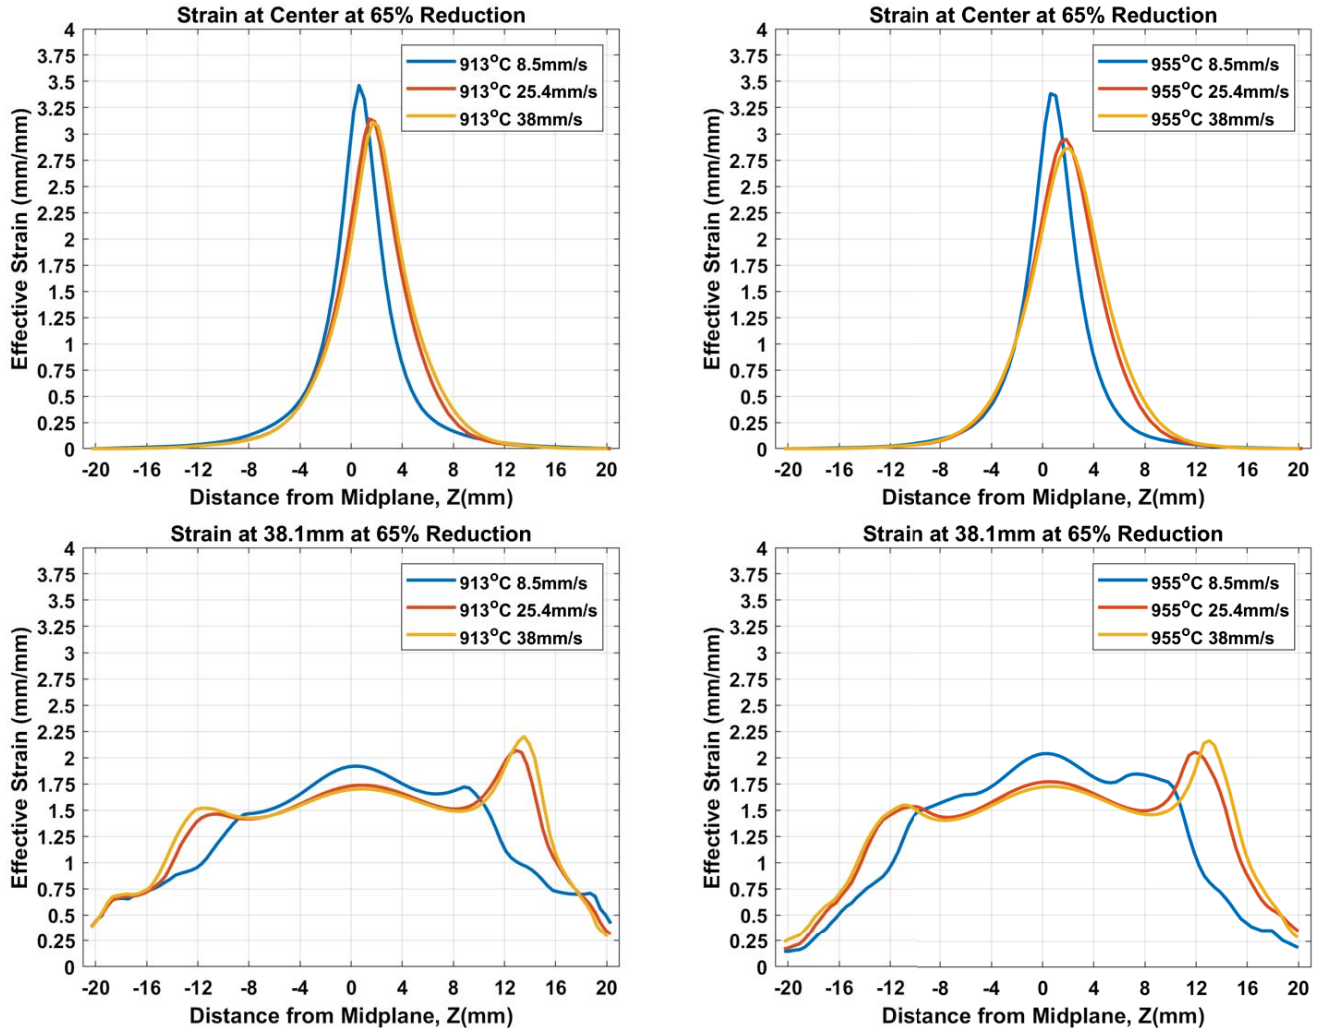 Strain at Center at 65% Reduction
4
3.75
3.5
3.25
3
2.75
2.5
2.25
2
1.75
1.5
1.25
1
0.75
0.5
0.25
0
Effective Strain (mm/mm)
913°C 8.5mm/s
913°C 25.4mm/s
913°C 38mm/s
-20 -16 -12 -8 -4 0 4 8 12 16 20
Distance from Midplane, Z(mm)
Strain at Center at 65% Reduction
4
3.75
3.5
3.25
3
2.75
2.5
2.25
2
1.75
1.5
1.25
1
0.75
0.5
0.25
0
Effective Strain (mm/mm)
955°C 8.5mm/s
955°C 25.4mm/s
955°C 38mm/s
-20 -16 -12 -8 -4 0 4 8 12 16 20
Distance from Midplane, Z(mm)
Strain at 38.1mm at 65% Reduction
4
3.75
3.5
3.25
3
2.75
2.5
2.25
2
1.75
1.5
1.25
1
0.75
0.5
0.25
0
Effective Strain (mm/mm)
913°C 8.5mm/s
913°C 25.4mm/s
913°C 38mm/s
-20 -16 -12 -8 -4 0 4 8 12 16 20
Distance from Midplane, Z(mm)
Strain at 38.1mm at 65% Reduction
4
3.75
3.5
3.25
3
2.75
2.5
2.25
2
1.75
1.5
1.25
1
0.75
0.5
0.25
0
Effective Strain (mm/mm)
955°C 8.5mm/s
955°C 25.4mm/s
955°C 38mm/s
-20 -16 -12 -8 -4 0 4 8 12 16 20
Distance from Midplane, Z(mm)